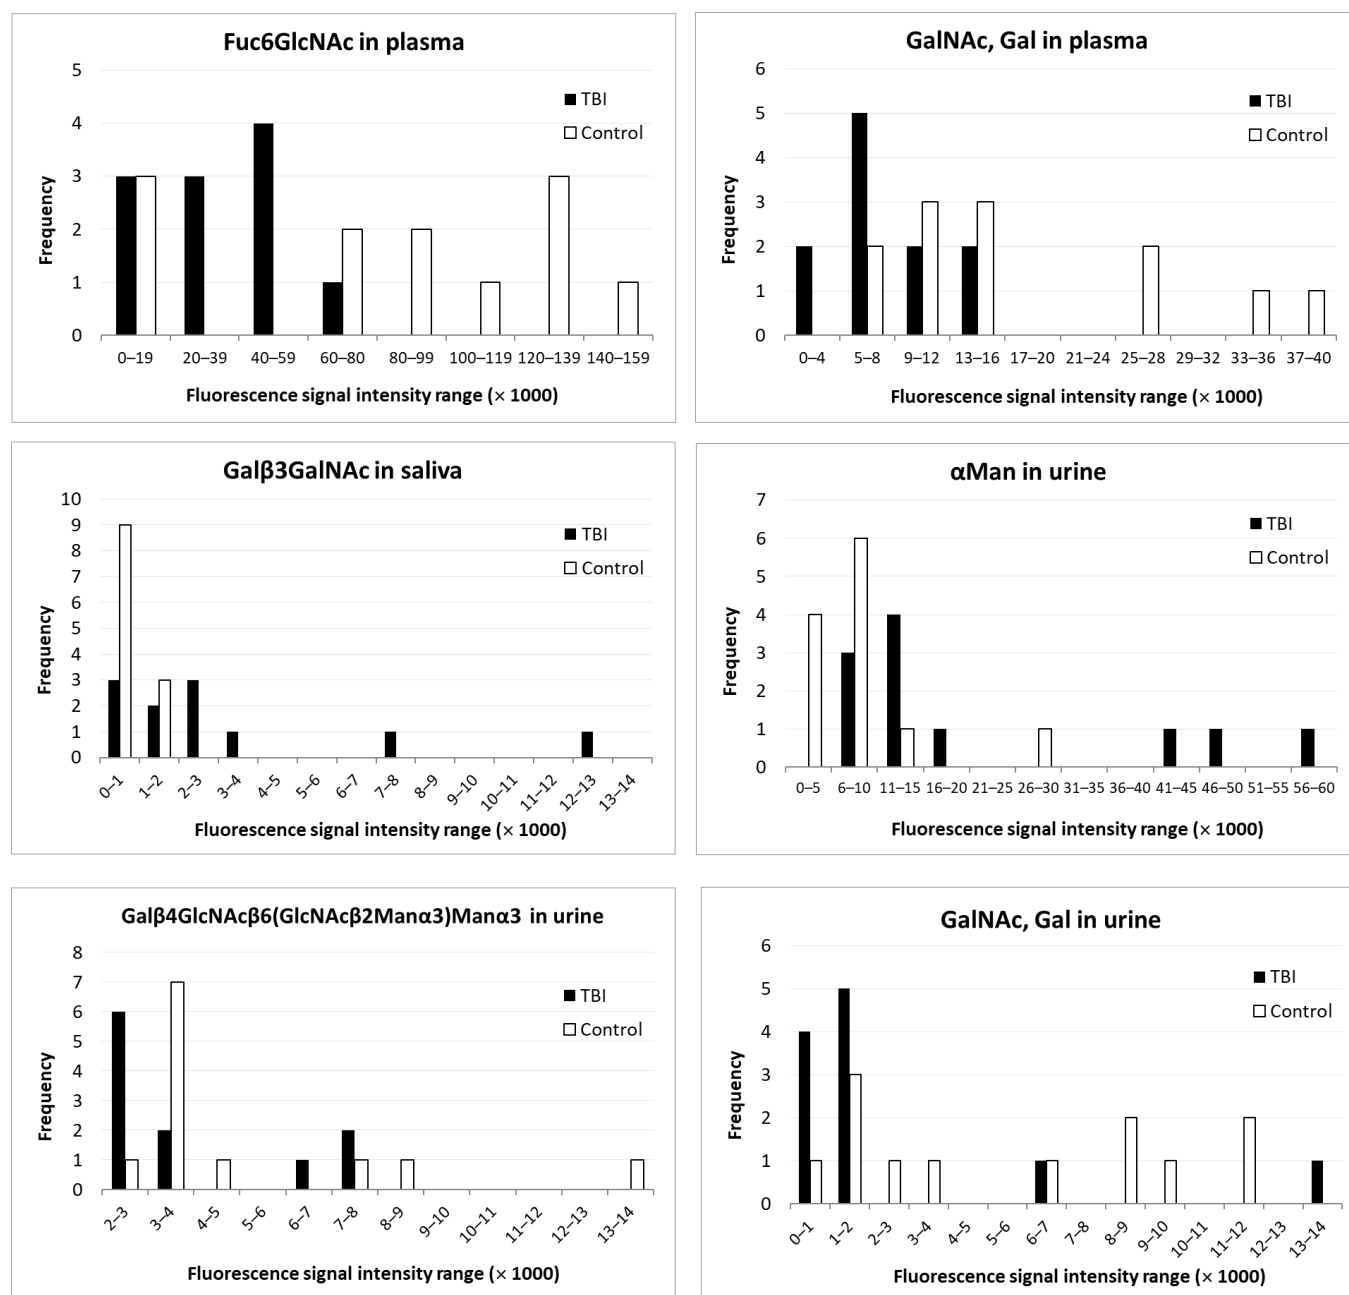 Fuc6GlcNAc in plasma
5
4
3
2
1
0
Frequency
TBI
Control
0–19 20–39 40–59 60–80 80–99 100–119 120–139 140–159
Fluorescence signal intensity range (× 1000)
GalNAc, Gal in plasma
6
5
4
3
2
1
0
Frequency
TBI
Control
0–4 5–8 9–12 13–16 17–20 21–24 25–28 29–32 33–36 37–40
Fluorescence signal intensity range (× 1000)
Galβ3GalNAc in saliva
10
9
8
7
6
5
4
3
2
1
0
Frequency
TBI
Control
0–1 1–2 2–3 3–4 4–5 5–6 6–7 7–8 8–9 9–10 10–11 11–12 12–13 13–14
Fluorescence signal intensity range (× 1000)
αMan in urine
7
6
5
4
3
2
1
0
Frequency
TBI
Control
0–5 6–10 11–15 16–20 21–25 26–30 31–35 36–40 41–45 46–50 51–55 56–60
Fluorescence signal intensity range (× 1000)
Galβ4GlcNAcβ6(GlcNAcβ2Manα3)Manα3 in urine
8
7
6
5
4
3
2
1
0
Frequency
TBI
Control
2–3 3–4 4–5 5–6 6–7 7–8 8–9 9–10 10–11 11–12 12–13 13–14
Fluorescence signal intensity range (× 1000)
GalNAc, Gal in urine
6
5
4
3
2
1
0
Frequency
TBI
Control
0–1 1–2 2–3 3–4 4–5 5–6 6–7 7–8 8–9 9–10 10–11 11–12 12–13 13–14
Fluorescence signal intensity range (× 1000)